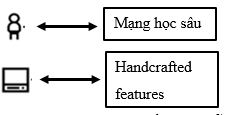 Mạng học sâu
Handcrafted
features